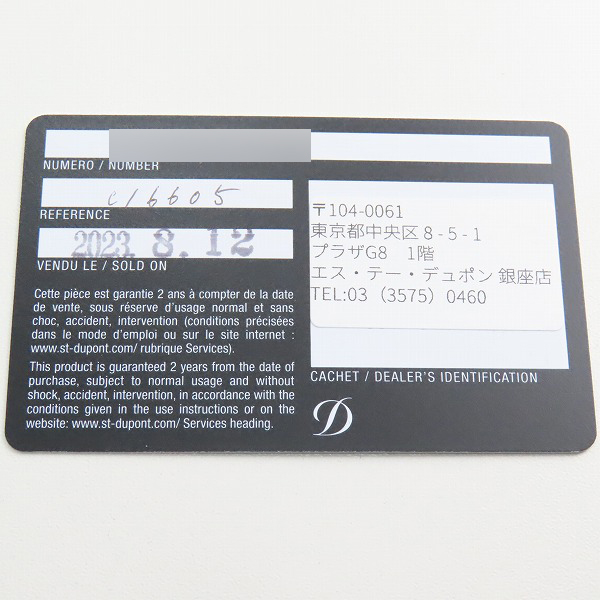 NUMERO / NUMBER
c16605
REFERENCE
2023. 8. 12
VENDU LE / SOLD ON
Cette pièce est garantie 2 ans à compter de la date
de vente, sous réserve d'usage normal et sans
choc, accident, intervention (conditions précisées
dans le mode d'emploi ou sur le site internet :
www.st-dupont.com/ rubrique Services).
This product is guaranteed 2 years from the date of
purchase, subject to normal usage and without
shock, accident, intervention, in accordance with the
conditions given in the use instructions or on the
website: www.st-dupont.com/ Services heading.
〒104-0061
東京都中央区8-5-1
プラザG8 1階
エス・テー・デュポン 銀座店
TEL:03 (3575) 0460
CACHET / DEALER'S IDENTIFICATION
D